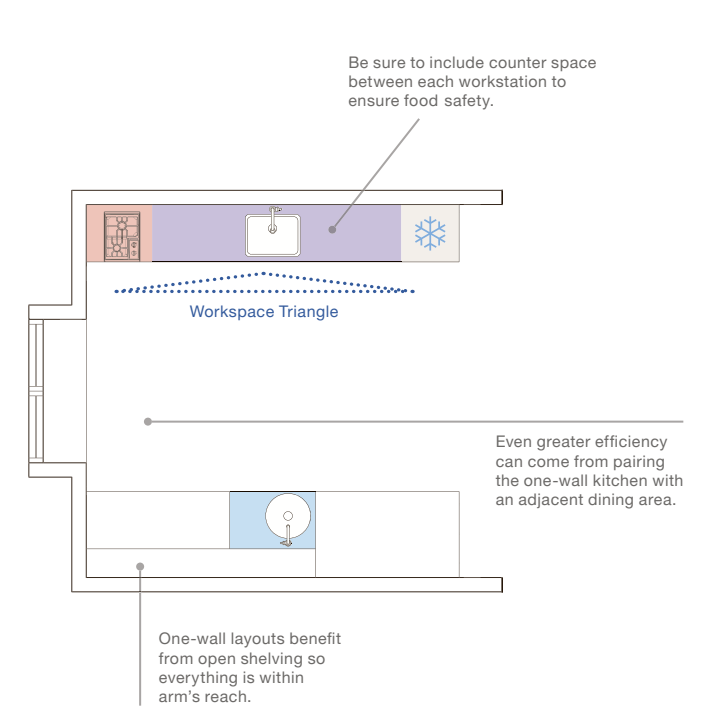 Be sure to include counter space
between each workstation to
ensure food safety.
Workspace Triangle
Even greater efficiency
can come from pairing
the one-wall kitchen with
an adjacent dining area.
One-wall layouts benefit
from open shelving so
everything is within
arm’s reach.